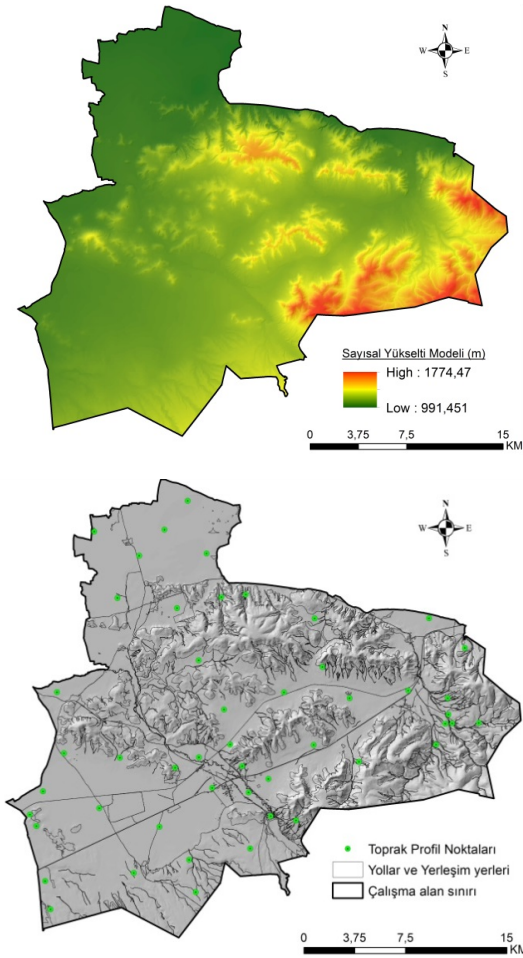 N
W E
S
Sayısal Yükselti Modeli (m)
High : 1774,47
Low : 991,451
0 3,75 7,5 15
KM
N
W E
S
Toprak Profil Noktaları
Yollar ve Yerleşim yerleri
Çalışma alan sınırı
0 3,75 7,5 15
KM